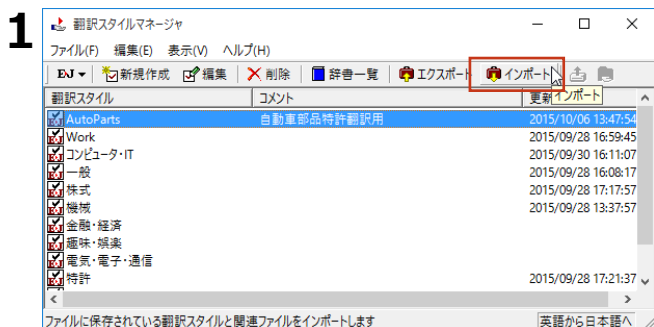 1
翻訳スタイルマネージャ
ファイル(F) 編集(E) 表示(V) ヘルプ(H)
EJ 新規作成 編集 削除 辞書一覧 エクスポート インポート
翻訳スタイル コメント 更新 インポート
AutoParts 自動車部品特許翻訳用 2015/10/06 13:47:54
Work 2015/09/28 16:59:45
コンピュータ・IT 2015/09/30 16:11:07
一般 2015/09/28 16:08:17
株式 2015/09/28 17:17:57
機械 2015/09/28 13:37:57
金融・経済
趣味・娯楽
電気・電子・通信
特許 2015/09/28 17:21:37
ファイルに保存されている翻訳スタイルと関連ファイルをインポートします 英語から日本語へ